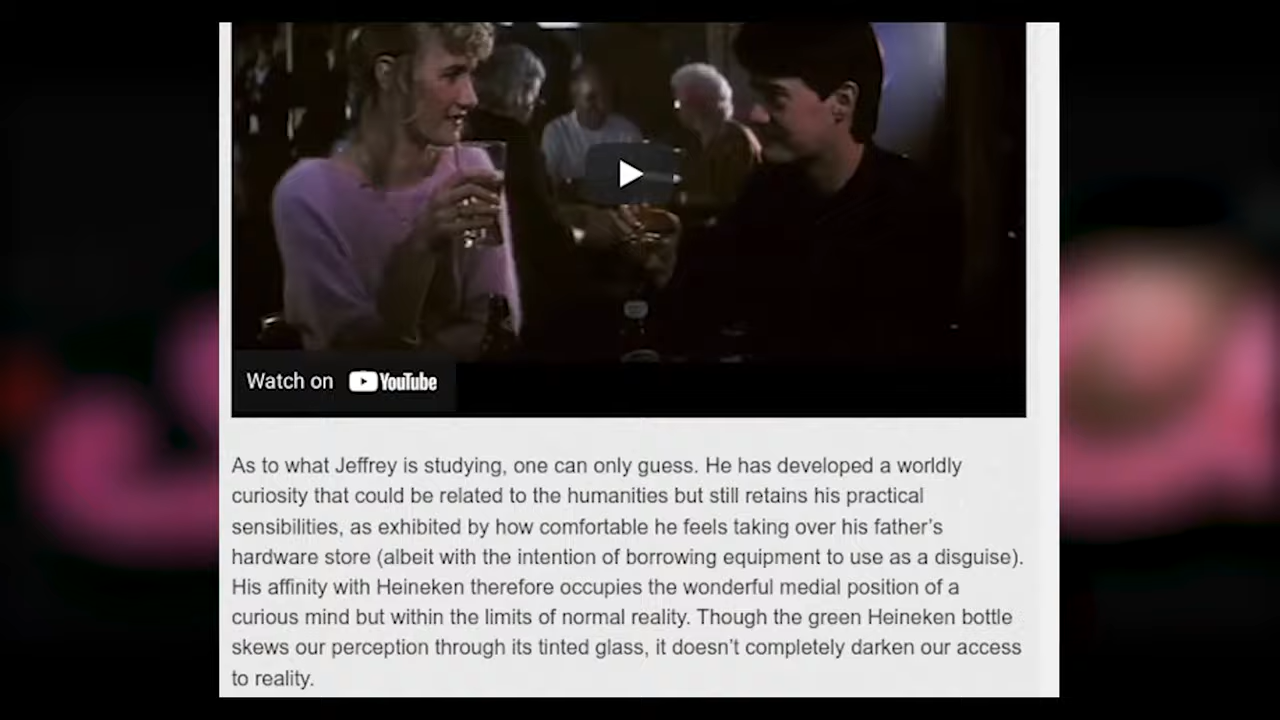 Watch on YouTube
As to what Jeffrey is studying, one can only guess. He has developed a worldly
curiosity that could be related to the humanities but still retains his practical
sensibilities, as exhibited by how comfortable he feels taking over his father’s
hardware store (albeit with the intention of borrowing equipment to use as a disguise).
His affinity with Heineken therefore occupies the wonderful medial position of a
curious mind but within the limits of normal reality. Though the green Heineken bottle
skews our perception through its tinted glass, it doesn’t completely darken our access
to reality.